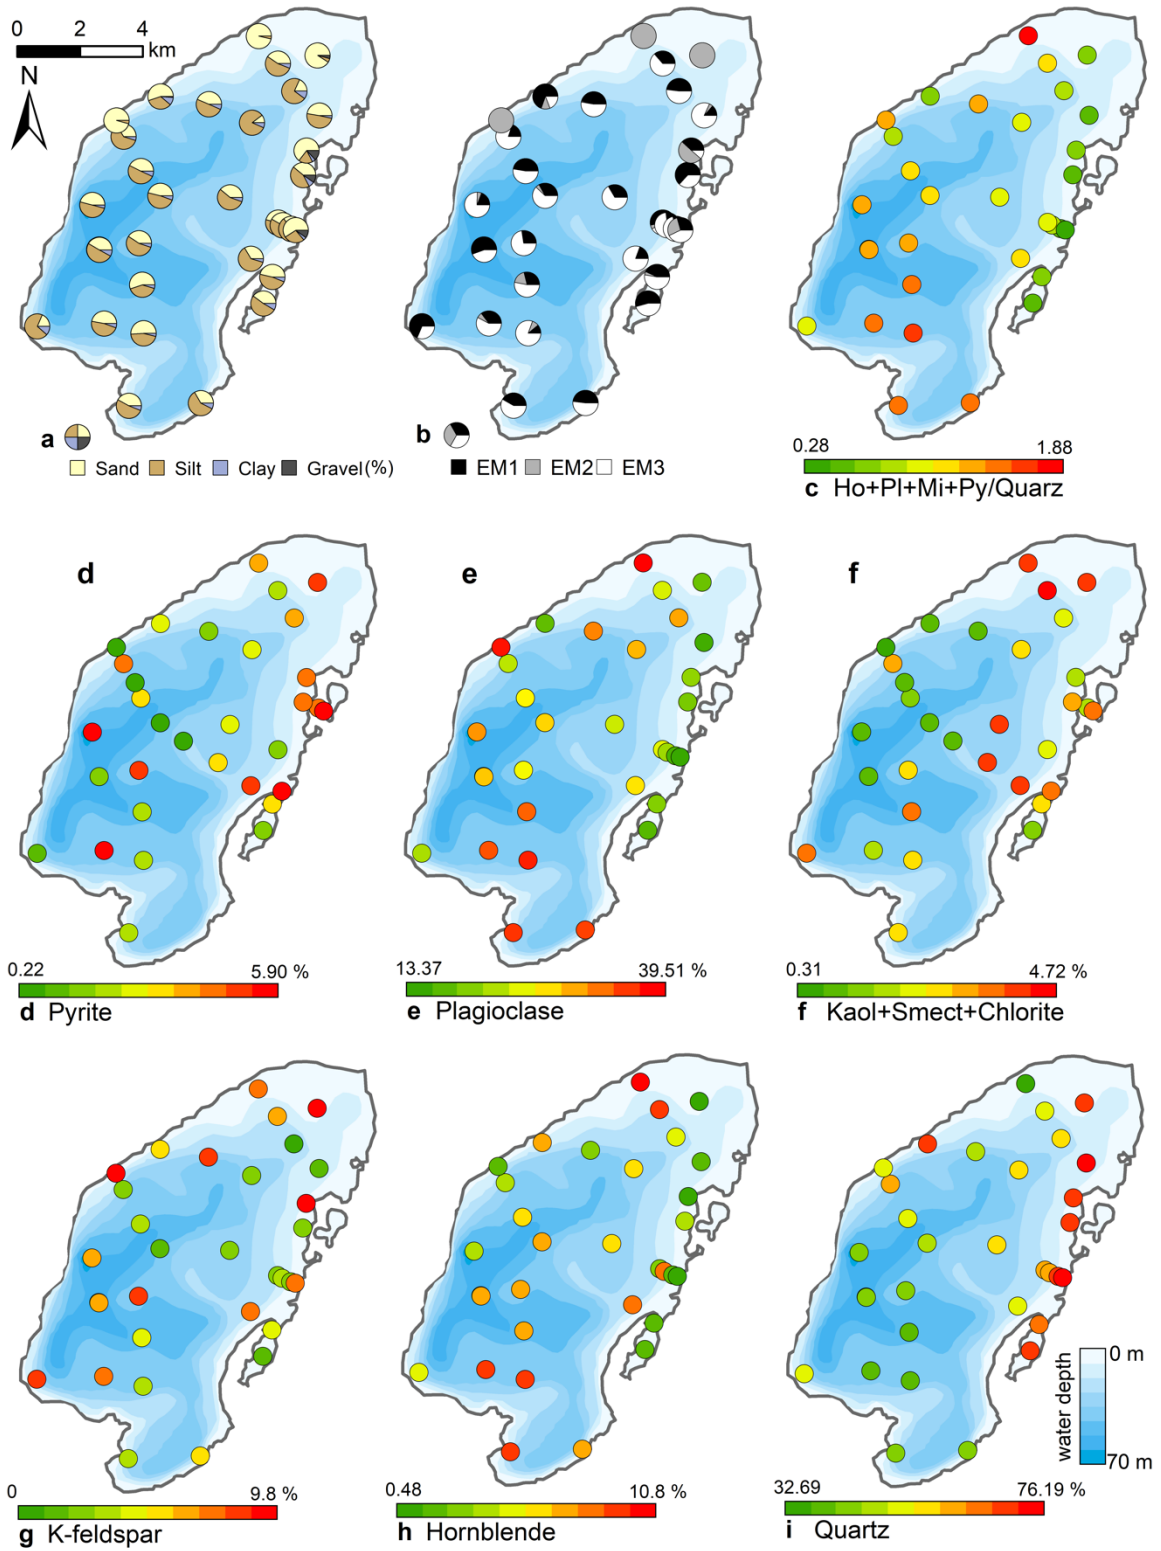 0 2 4
km
N
a
Sand Silt Clay Gravel(%)
b
EM1 EM2 EM3
0.28 1.88
c Ho+Pl+Mi+Py/Quarz
d
e
f
0.22 5.90 %
d Pyrite
13.37 39.51 %
e Plagioclase
0.31 4.72 %
f Kaol+Smect+Chlorite
0 9.8 %
g K-feldspar
0.48 10.8 %
h Hornblende
32.69 76.19 %
i Quartz
water depth
0 m
70 m